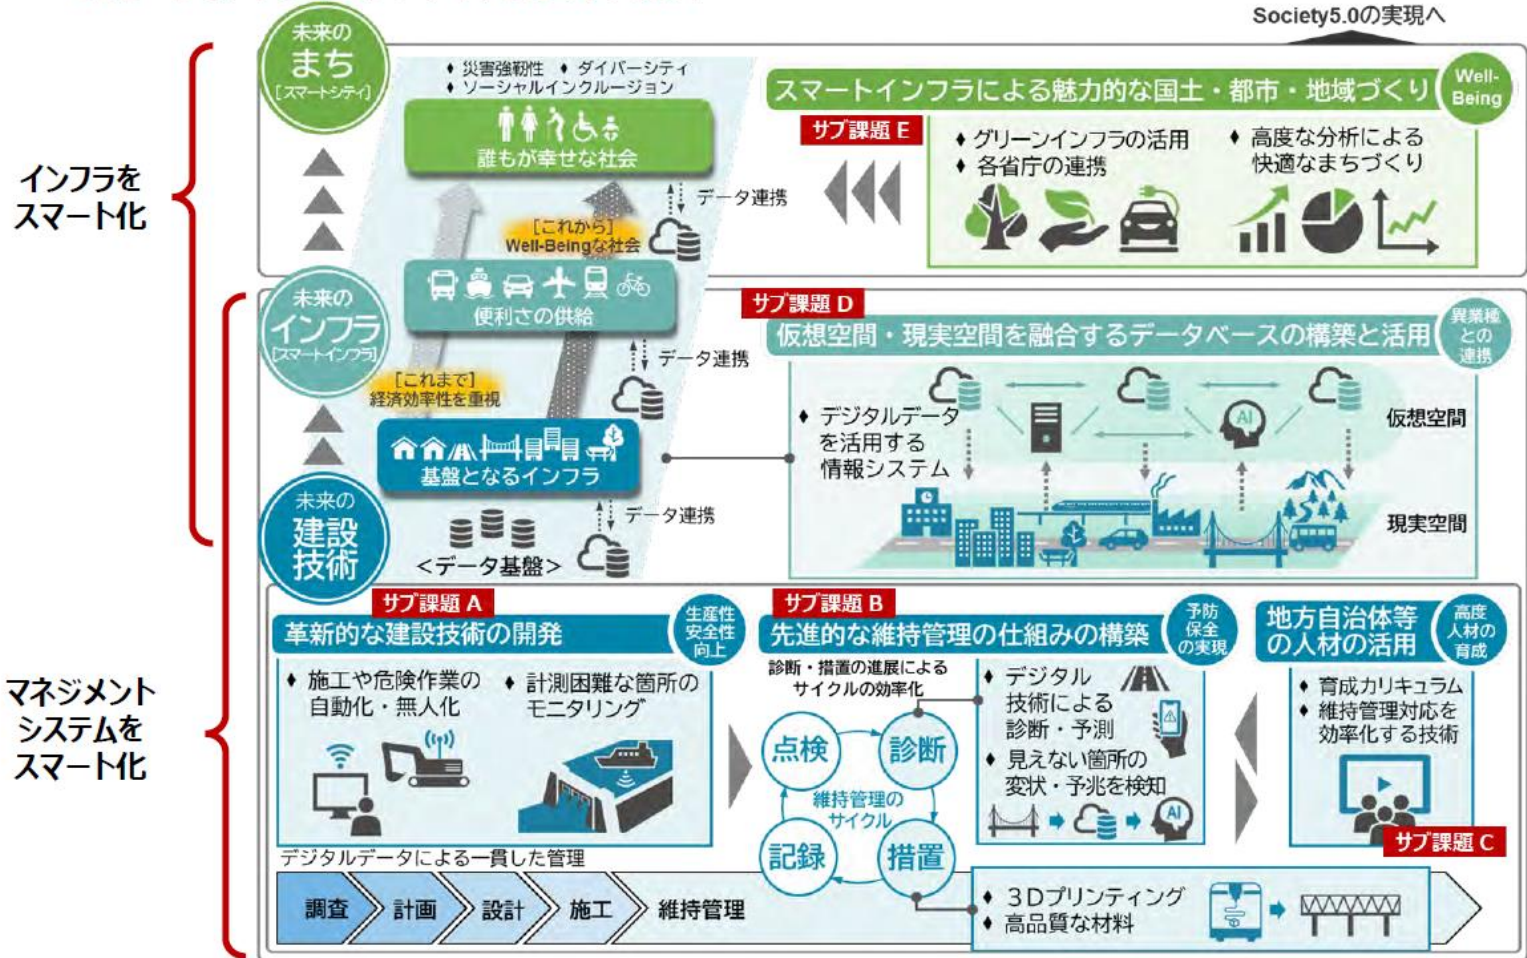 Society5.0の実現へ
未来の
まち
[スマートシティ]
インフラを
スマート化
♦ 災害強靭性 ♦ ダイバーシティ
♦ ソーシャルインクルージョン
誰もが幸せな社会
データ連携
[これから]
Well-Beingな社会
スマートインフラによる魅力的な国土・都市・地域づくり
Well-
Being
サブ課題 E
♦ グリーンインフラの活用
♦ 各省庁の連携
♦ 高度な分析による
快適なまちづくり
未来の
インフラ
[スマートインフラ]
便利さの供給
データ連携
[これまで]
経済効率性を重視
基盤となるインフラ
データ連携
<データ基盤>
未来の
建設
技術
サブ課題 D
仮想空間・現実空間を融合するデータベースの構築と活用
異業種
との
連携
♦ デジタルデータ
を活用する
情報システム
AI
仮想空間
現実空間
マネジメント
システムを
スマート化
サブ課題 A
革新的な建設技術の開発
生産性
安全性
向上
♦ 施工や危険作業の
自動化・無人化
♦ 計測困難な箇所の
モニタリング
サブ課題 B
先進的な維持管理の仕組みの構築
予防
保全
の実現
診断・措置の進展による
サイクルの効率化
点検
診断
維持管理の
サイクル
記録
措置
♦ デジタル
技術による
診断・予測
♦ 見えない箇所の
変状・予兆を検知
AI
地方自治体等
の人材の活用
高度
人材の
育成
♦ 育成カリキュラム
♦ 維持管理対応を
効率化する技術
サブ課題 C
デジタルデータによる一貫した管理
調査
計画
設計
施工
維持管理
♦ 3Dプリンティング
♦ 高品質な材料